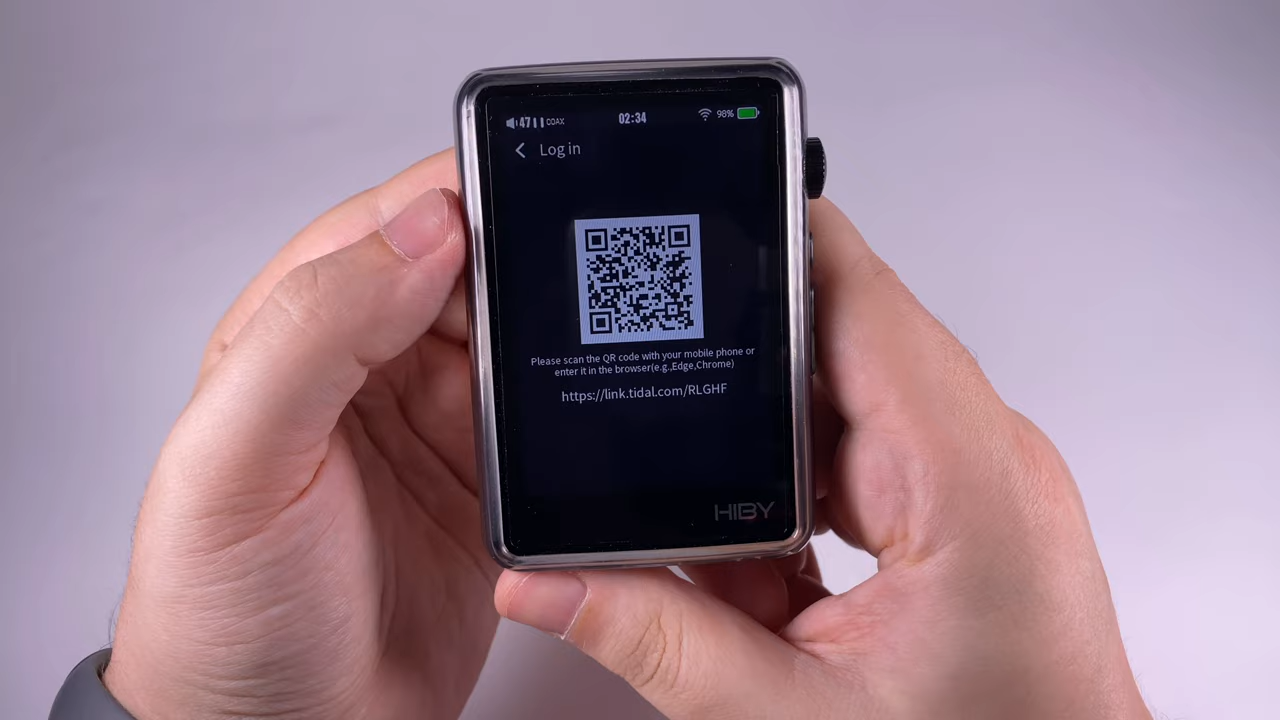 47 COAX 02:34 98%
Log in
Please scan the QR code with your mobile phone or
enter it in the browser(e.g.,Edge,Chrome)
https://link.tidal.com/RLGHF
HIBY